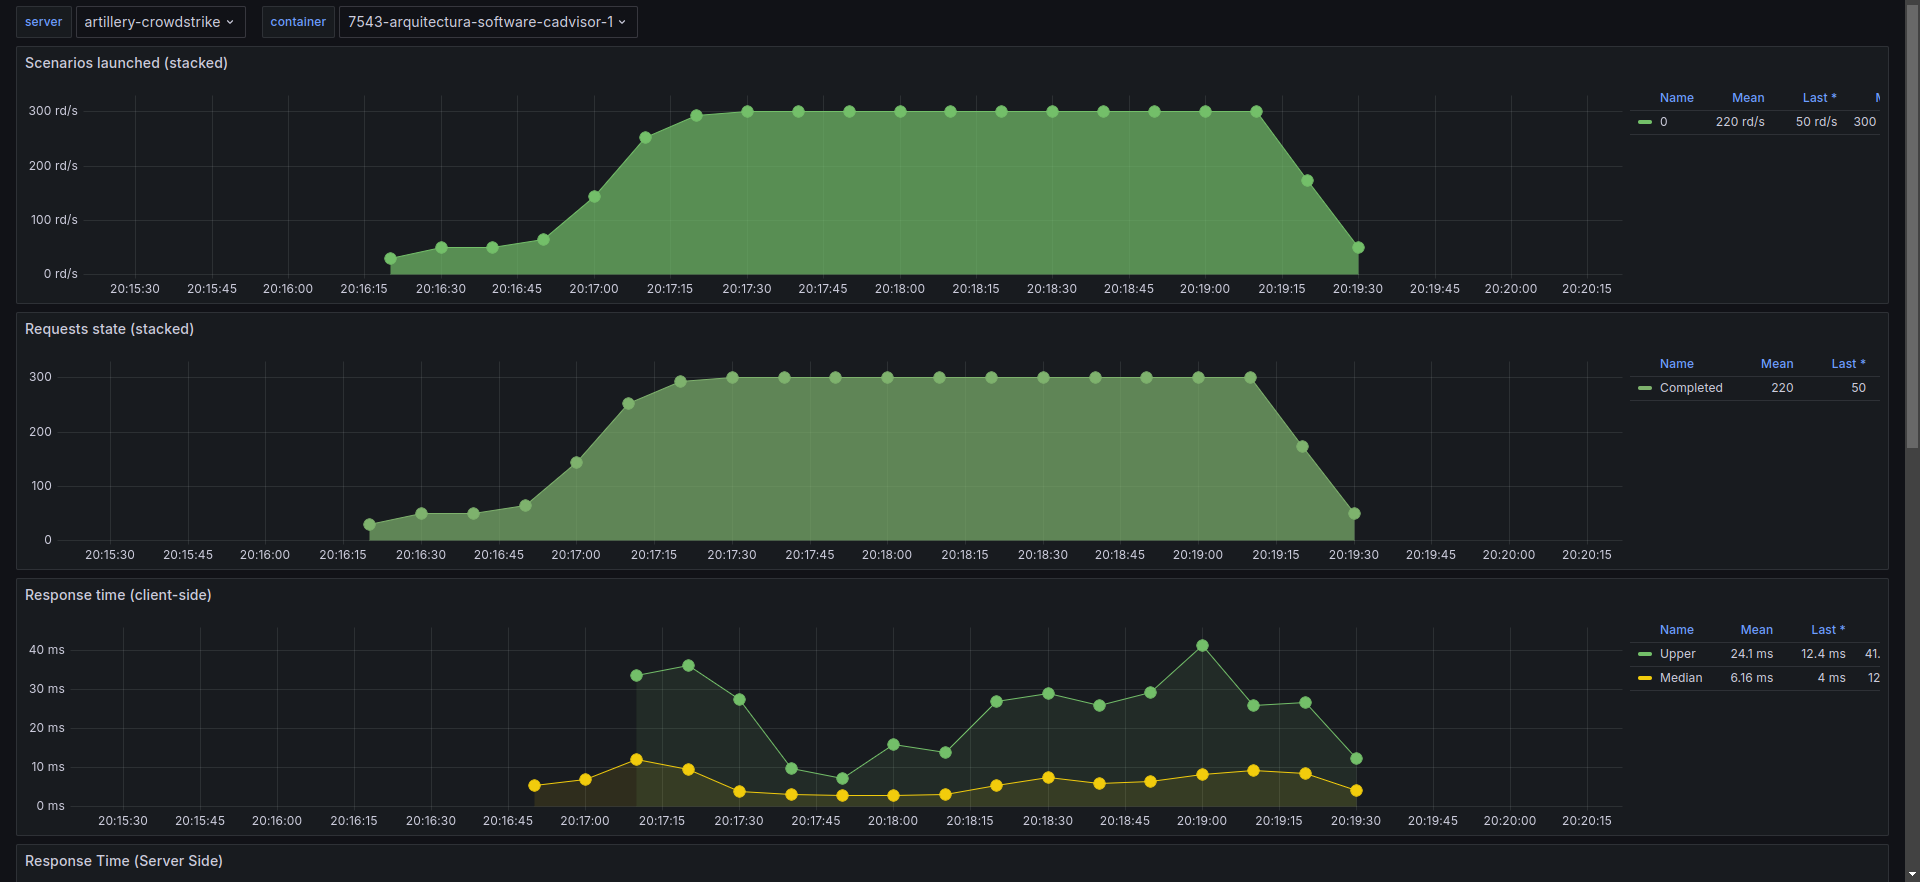 server artillery-crowdstrike container 7543-arquitectura-software-cadvisor-1
Scenarios launched (stacked)
300 rd/s
200 rd/s
100 rd/s
0 rd/s
20:15:30 20:15:45 20:16:00 20:16:15 20:16:30 20:16:45 20:17:00 20:17:15 20:17:30 20:17:45 20:18:00 20:18:15 20:18:30 20:18:45 20:19:00 20:19:15 20:19:30 20:19:45 20:20:00 20:20:15
Name Mean Last *
0 220 rd/s 50 rd/s 300
Requests state (stacked)
300
200
100
0
20:15:30 20:15:45 20:16:00 20:16:15 20:16:30 20:16:45 20:17:00 20:17:15 20:17:30 20:17:45 20:18:00 20:18:15 20:18:30 20:18:45 20:19:00 20:19:15 20:19:30 20:19:45 20:20:00 20:20:15
Name Mean Last *
Completed 220 50
Response time (client-side)
40 ms
30 ms
20 ms
10 ms
0 ms
20:15:30 20:15:45 20:16:00 20:16:15 20:16:30 20:16:45 20:17:00 20:17:15 20:17:30 20:17:45 20:18:00 20:18:15 20:18:30 20:18:45 20:19:00 20:19:15 20:19:30 20:19:45 20:20:00 20:20:15
Name Mean Last *
Upper 24.1 ms 12.4 ms 41.
Median 6.16 ms 4 ms 12
Response Time (Server Side)